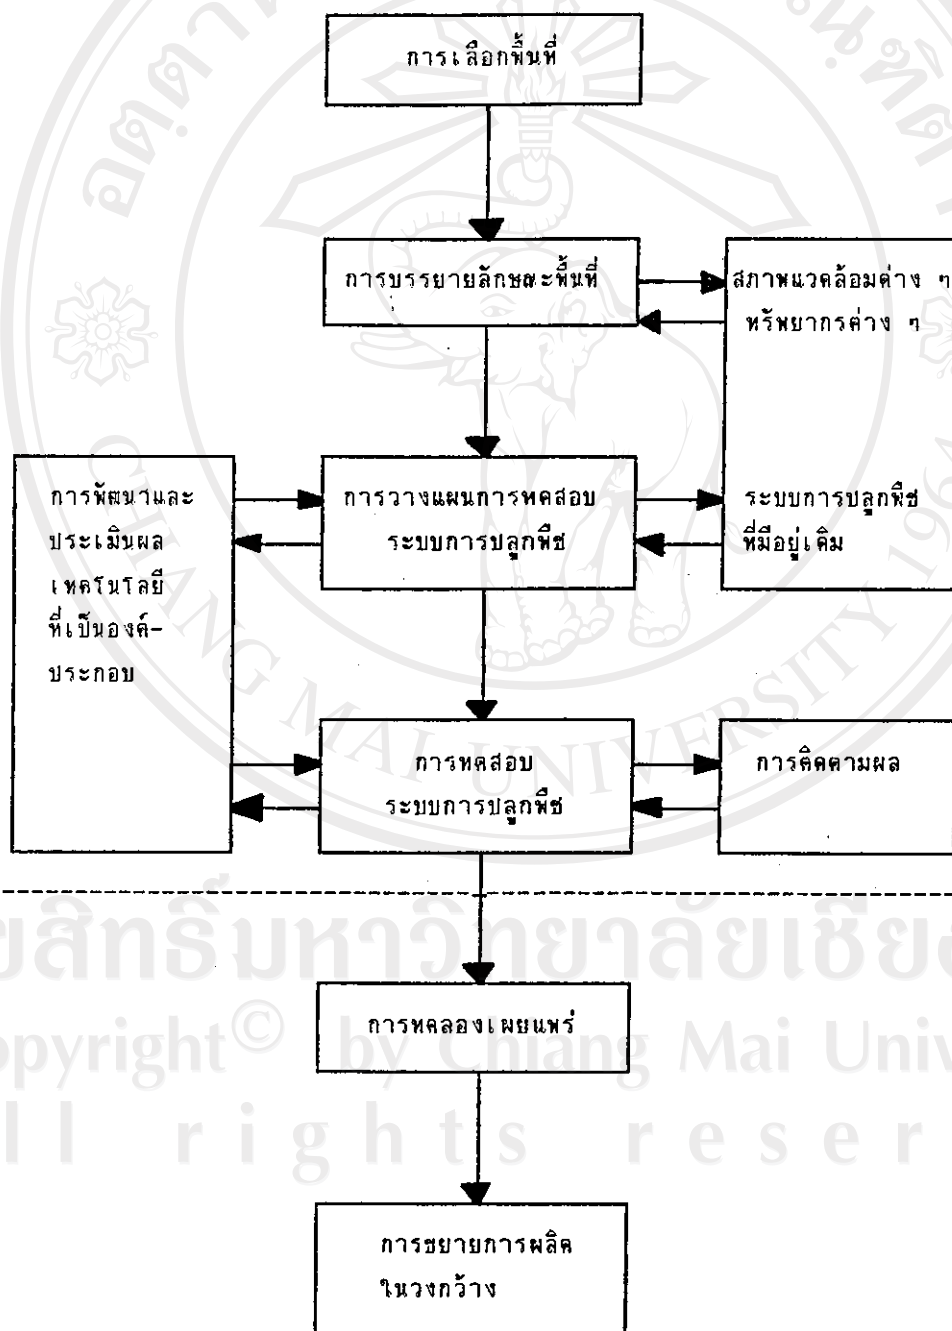 การเลือกพื้นที่
การบรรยายลักษณะพื้นที่
สภาพแวดล้อมต่าง ๆ
ทรัพยากรต่าง ๆ
การพัฒนาและ
ประเมินผล
เทคโนโลยี
ที่เป็นองค์-
ประกอบ
การวางแผนการทดสอบ
ระบบการปลูกพืช
ระบบการปลูกพืช
ที่มีอยู่เดิม
การทดสอบ
ระบบการปลูกพืช
การติดตามผล
การทดลองเผยแพร่
การขยายการผลิต
ในวงกว้าง
CHIANG MAI UNIVERSITY 1964
ยสิทธิ์มหาวิทยาลัยเชีย
opyright© by Chiang Mai Univ
ll rights reser